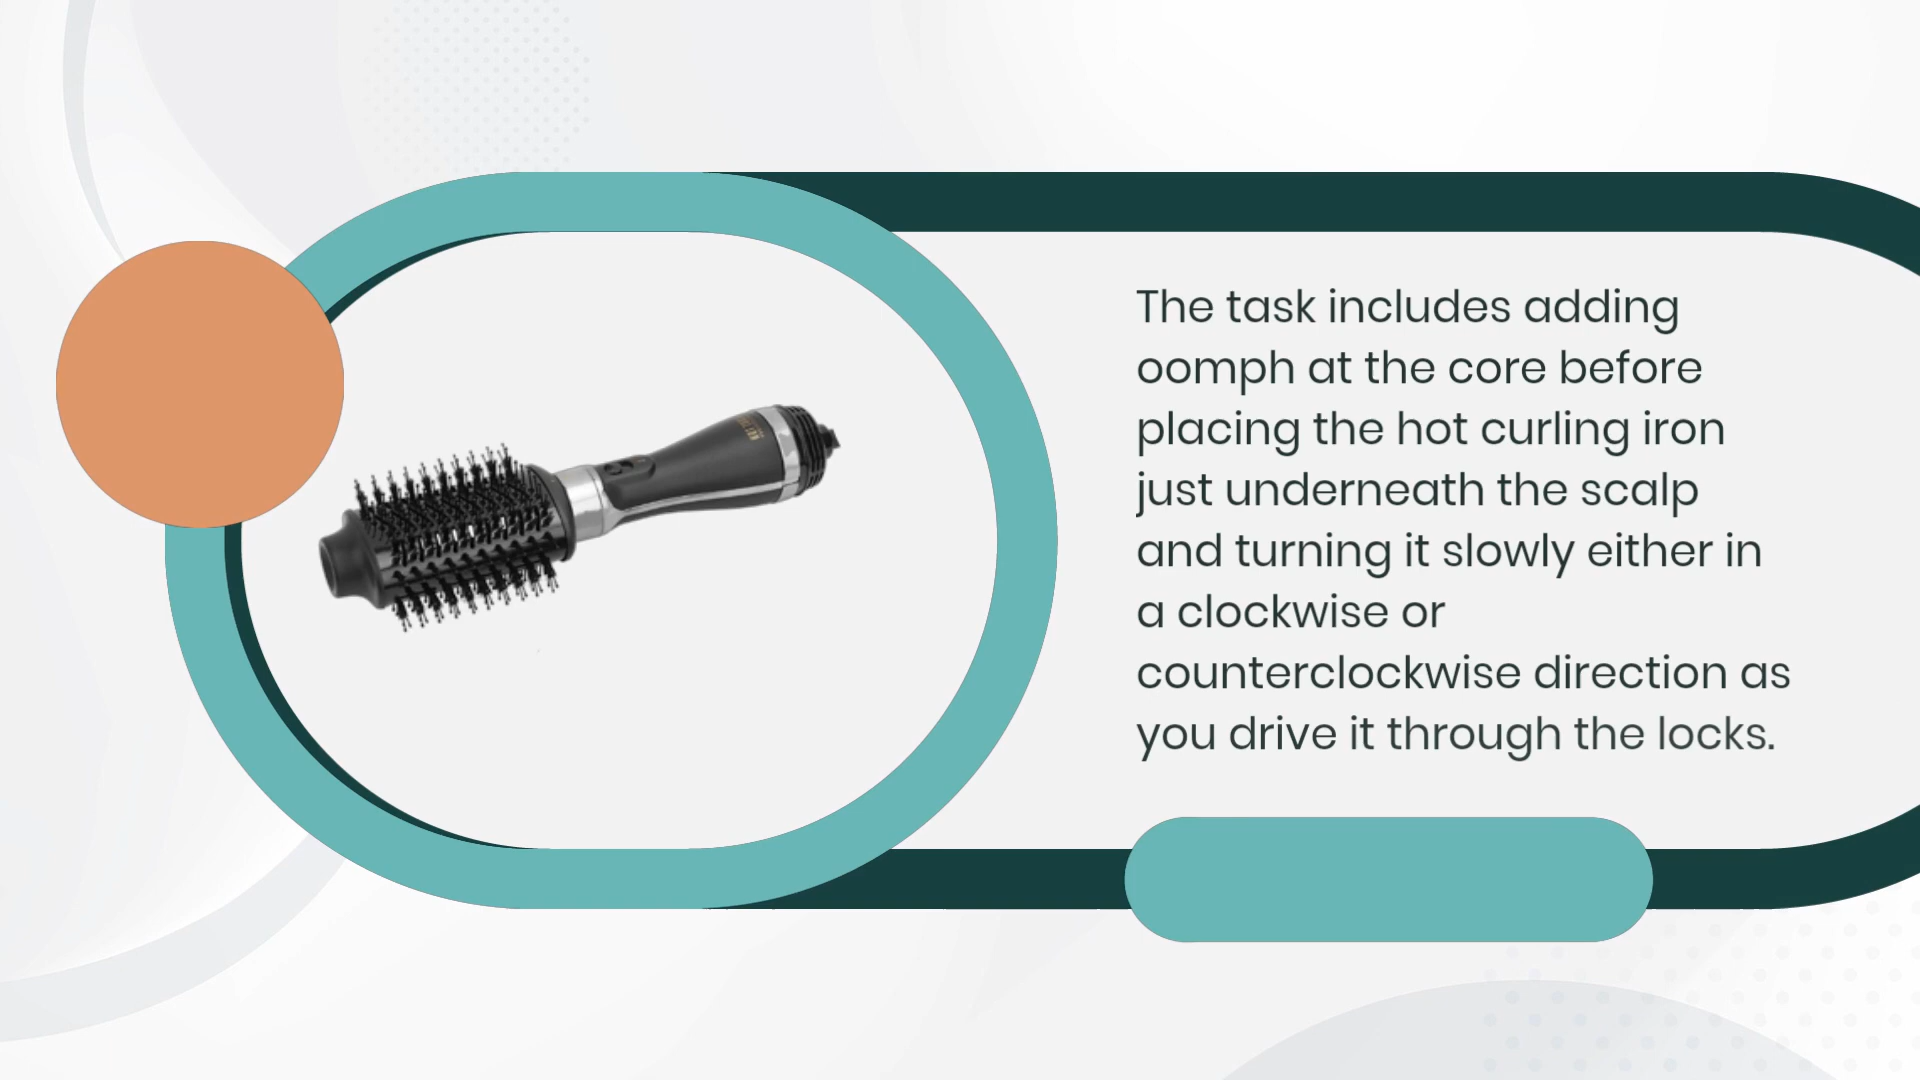 The task includes adding
oomph at the core before
placing the hot curling iron
just underneath the scalp
and turning it slowly either in
a clockwise or
counterclockwise direction as
you drive it through the locks.